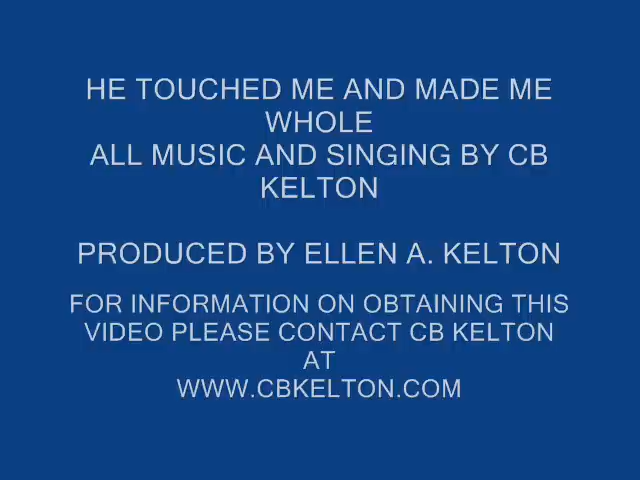 HE TOUCHED ME AND MADE ME
WHOLE
ALL MUSIC AND SINGING BY CB
KELTON
PRODUCED BY ELLEN A. KELTON
FOR INFORMATION ON OBTAINING THIS
VIDEO PLEASE CONTACT CB KELTON
AT
WWW.CBKELTON.COM